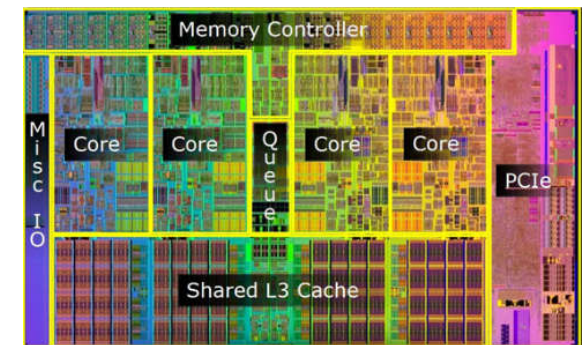 Memory Controller
Misc IO
Core
Core
Queue
Core
Core
PCIe
Shared L3 Cache